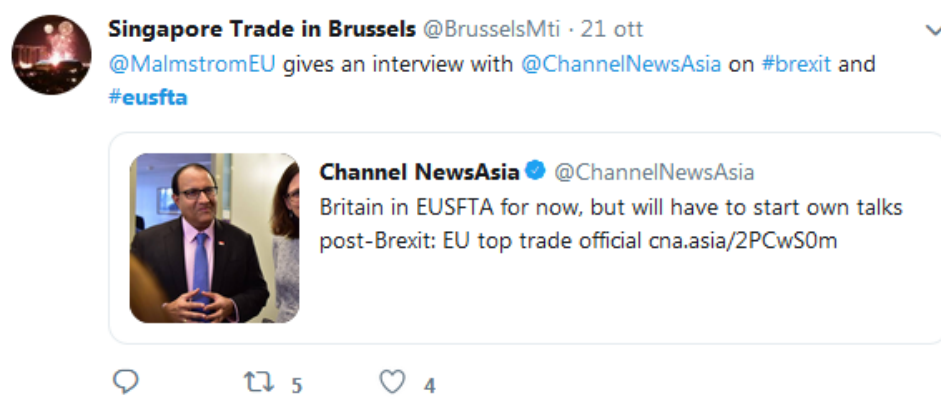 Singapore Trade in Brussels @BrusselsMti · 21 ott
@MalmstromEU gives an interview with @ChannelNewsAsia on #brexit and
#eusfta
Channel NewsAsia @ChannelNewsAsia
Britain in EUSFTA for now, but will have to start own talks
post-Brexit: EU top trade official cna.asia/2PCwS0m
5 4